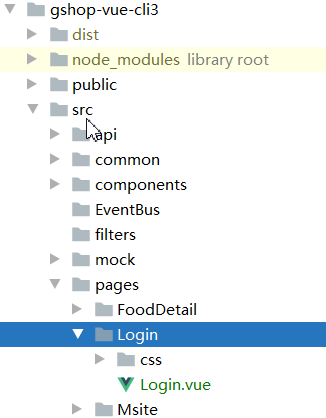 gshop-vue-cli3
dist
node_modules library root
public
src
api
common
components
EventBus
filters
mock
pages
FoodDetail
Login
css
Login.vue
Msite